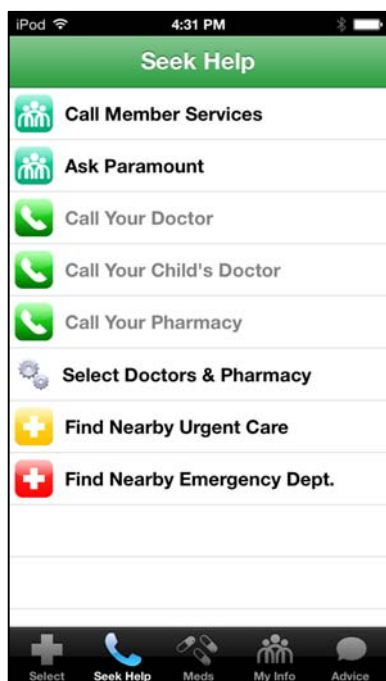 iPod 4:31 PM
Seek Help
Call Member Services
Ask Paramount
Call Your Doctor
Call Your Child's Doctor
Call Your Pharmacy
Select Doctors & Pharmacy
Find Nearby Urgent Care
Find Nearby Emergency Dept.
Select Seek Help Meds My Info Advice